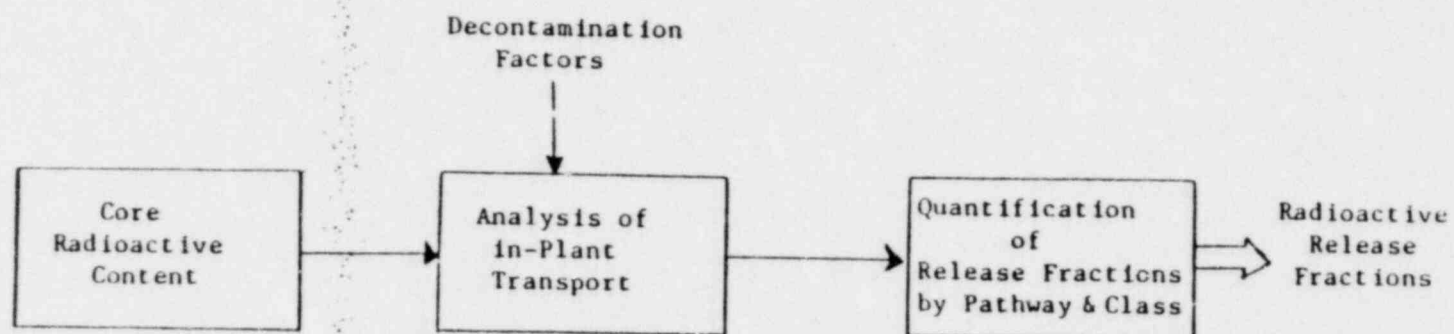 Decontamination
Factors
Core
Radioactive
Content
Analysis of
in-Plant
Transport
Quantification
of
Release Fractions
by Pathway & Class
Radioactive
Release
Fractions